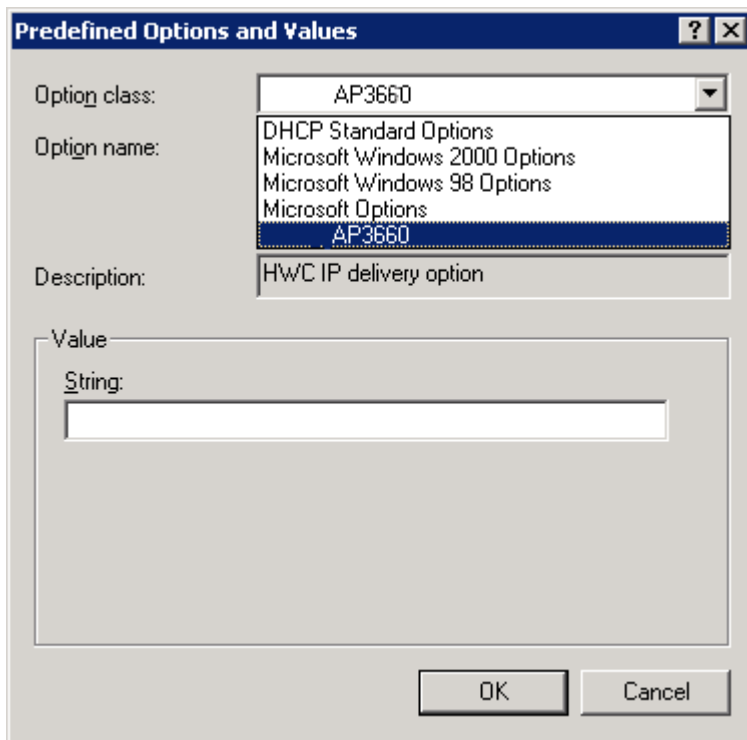 Predefined Options and Values
Option class:
AP3660
Option name:
DHCP Standard Options
Microsoft Windows 2000 Options
Microsoft Windows 98 Options
Microsoft Options
AP3660
Description:
HWC IP delivery option
Value
String:
OK
Cancel